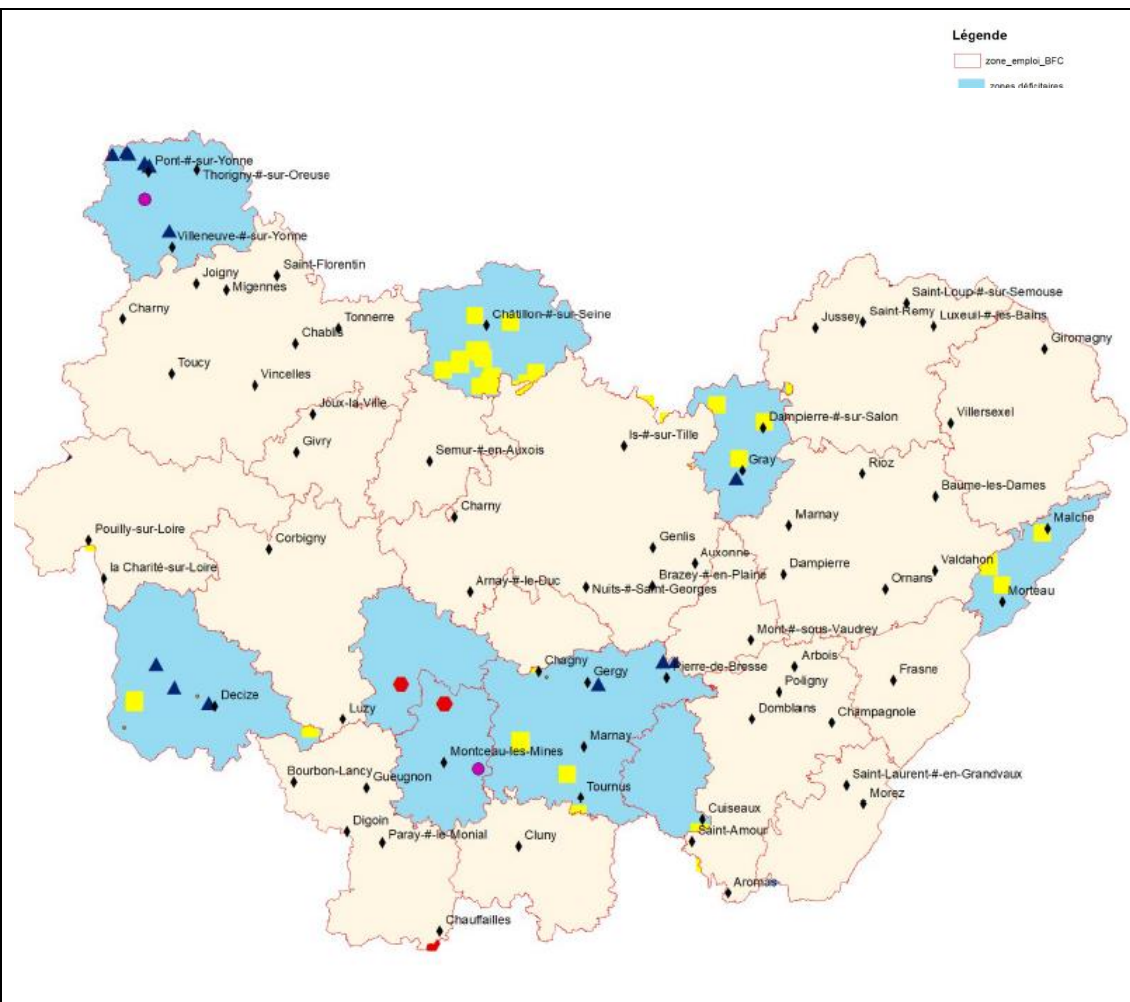 Légende
zone_emploi_BFC
zones déficitaires
Pont-#-sur-Yonne
Thorigny-#-sur-Oreuse
Villeneuve-#-sur-Yonne
Saint-Florentin
Joigny
Migennes
Charny
Tonnerre
Chablis
Châtillon-#-sur-Seine
Saint-Loup-#-sur-Semouse
Saint-Remy
Jussey
Luxeuil-#-les-Bains
Giromagny
Toucy
Vincelles
Joux-la-Ville
Dampierre-#-sur-Salon
Villersexel
Givry
Semur-#-en-Auxois
Is-#-sur-Tille
Gray
Rioz
Baume-les-Dames
Charny
Marnay
Maîche
Pouilly-sur-Loire
Corbigny
Genlis
Auxonne
la Charité-sur-Loire
Arnay-#-le-Duc
Brazey-#-en-Plaine
Nuits-#-Saint-Georges
Dampierre
Valdahon
Ornans
Morteau
Mont-#-sous-Vaudrey
Chagny
Gergy
Pierre-de-Bresse
Arbois
Frasne
Poligny
Decize
Luzy
Domblans
Champagnole
Marnay
Montceau-les-Mines
Bourbon-Lancy
Gueugnon
Tournus
Saint-Laurent-#-en-Grandvaux
Morez
Cuiseaux
Digoin
Paray-#-le-Monial
Cluny
Saint-Amour
Aromas
Chauffailles